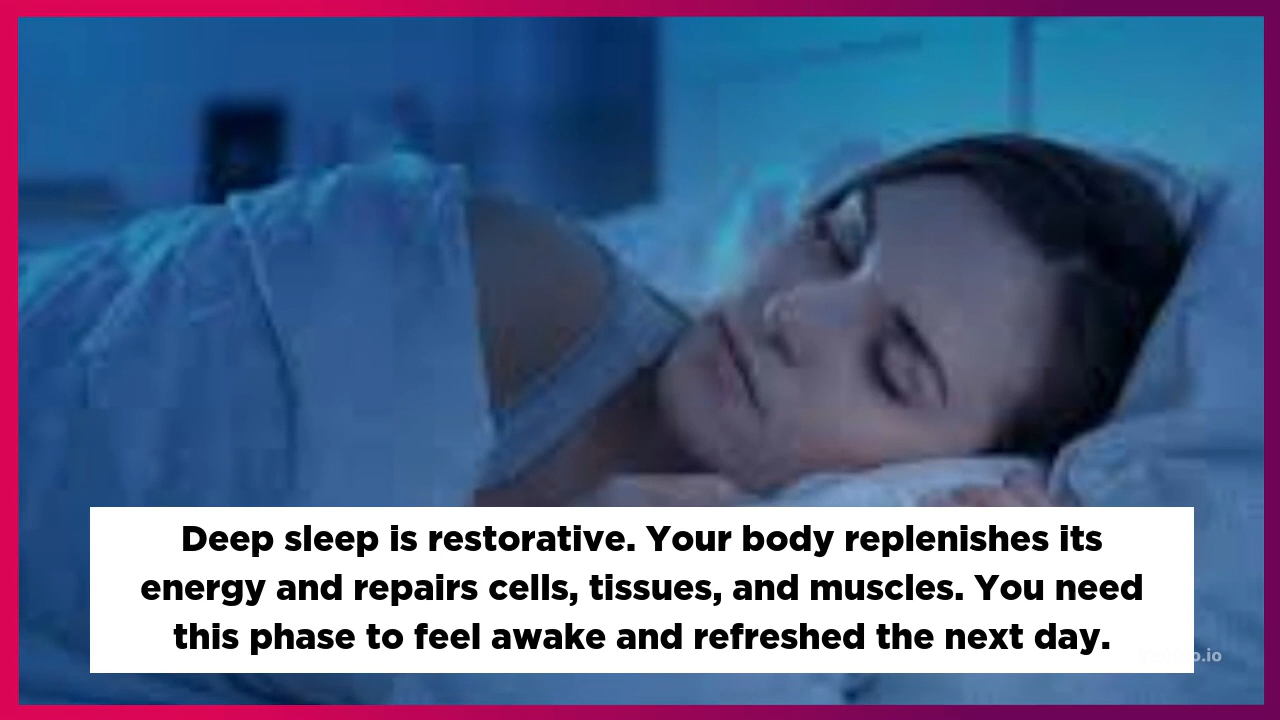 Deep sleep is restorative. Your body replenishes its
energy and repairs cells, tissues, and muscles. You need
this phase to feel awake and refreshed the next day.